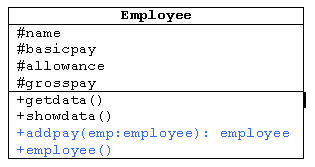 Employee
#name
#basicpay
#allowance
#grosspay
+getdata()
+showdata()
+addpay(emp:employee): employee
+employee()